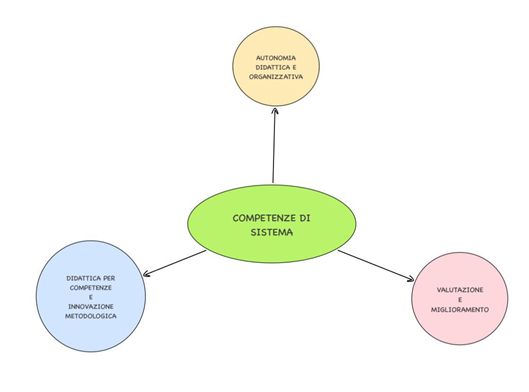 AUTONOMIA
DIDATTICA E
ORGANIZZATIVA
COMPETENZE DI
SISTEMA
DIDATTICA PER
COMPETENZE
E
INNOVAZIONE
METODOLOGICA
VALUTAZIONE
E
MIGLIORAMENTO